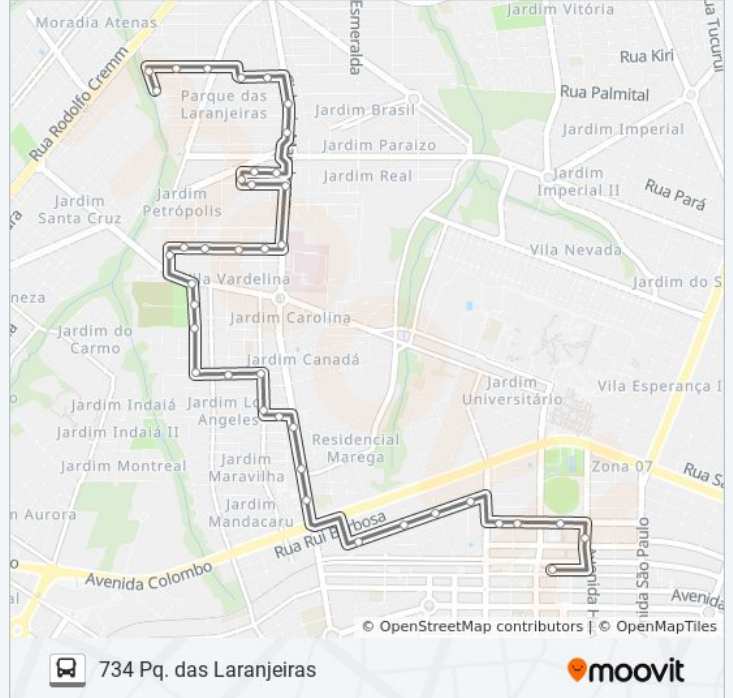 Moradia Atenas
Esmeralda
Jardim Vitória
ua Tucuruí
Rua Rodolfo Cremm
Rua Kiri
Parque das
Laranjeiras
Jardim Brasil
Rua Palmital
Jardim Imperial
Jardim Paraizo
Jardim Real
Jardim
Imperial II
Rua Pará
Jardim
Santa Cruz
Jardim
Petrópolis
Vila Nevada
ila Vardelina
Jardim do S
neza
Jardim Carolina
Jardim do
Carmo
Jardim Canadá
Jardim
Universitário
Vila Esperança I
Jardim Indaiá
Jardim Lo
Angeles
Jardim Indaiá II
Residencial
Marega
Jardim Montreal
Jardim
Maravilha
Zona 07
Rua Sa
n Aurora
Jardim
Mandacaru
Rua Rui Barbosa
Avenida Colombo
nida São Paulo
Avenida H
Avenida
© OpenStreetMap contributors | © OpenMapTiles
734 Pq. das Laranjeiras
moovit